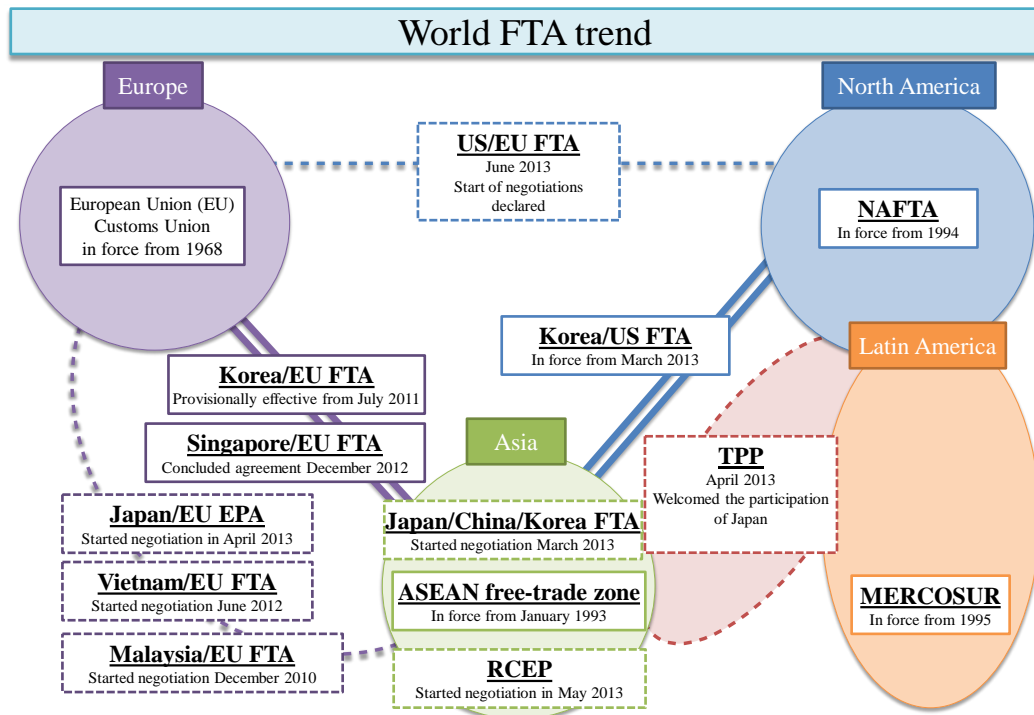 World FTA trend
Europe
North America
US/EU FTA
June 2013
Start of negotiations
declared
European Union (EU)
Customs Union
in force from 1968
NAFTA
In force from 1994
Korea/US FTA
In force from March 2013
Latin America
Korea/EU FTA
Provisionally effective from July 2011
Singapore/EU FTA
Concluded agreement December 2012
Asia
TPP
April 2013
Welcomed the participation
of Japan
Japan/EU EPA
Started negotiation in April 2013
Japan/China/Korea FTA
Started negotiation March 2013
Vietnam/EU FTA
Started negotiation June 2012
ASEAN free-trade zone
In force from January 1993
MERCOSUR
In force from 1995
Malaysia/EU FTA
Started negotiation December 2010
RCEP
Started negotiation in May 2013